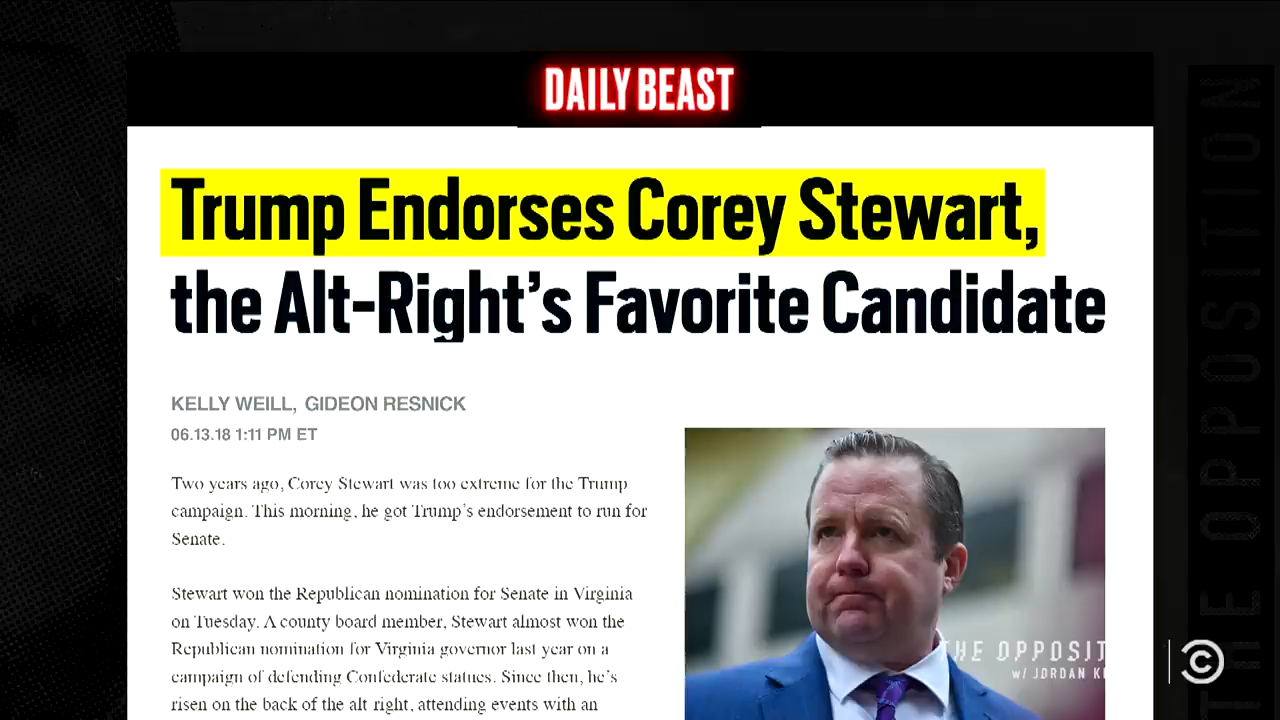 DAILY BEAST
Trump Endorses Corey Stewart,
the Alt-Right's Favorite Candidate
KELLY WEILL, GIDEON RESNICK
06.13.18 1:11 PM ET
Two years ago, Corey Stewart was too extreme for the Trump
campaign. This morning, he got Trump's endorsement to run for
Senate.
Stewart won the Republican nomination for Senate in Virginia
on Tuesday. A county board member, Stewart almost won the
Republican nomination for Virginia governor last year on a
campaign of defending Confederate statues. Since then, he's
risen on the back of the alt right, attending events with an
THE OPPOSIT
w/ JORDAN K
THE OPPOSITION